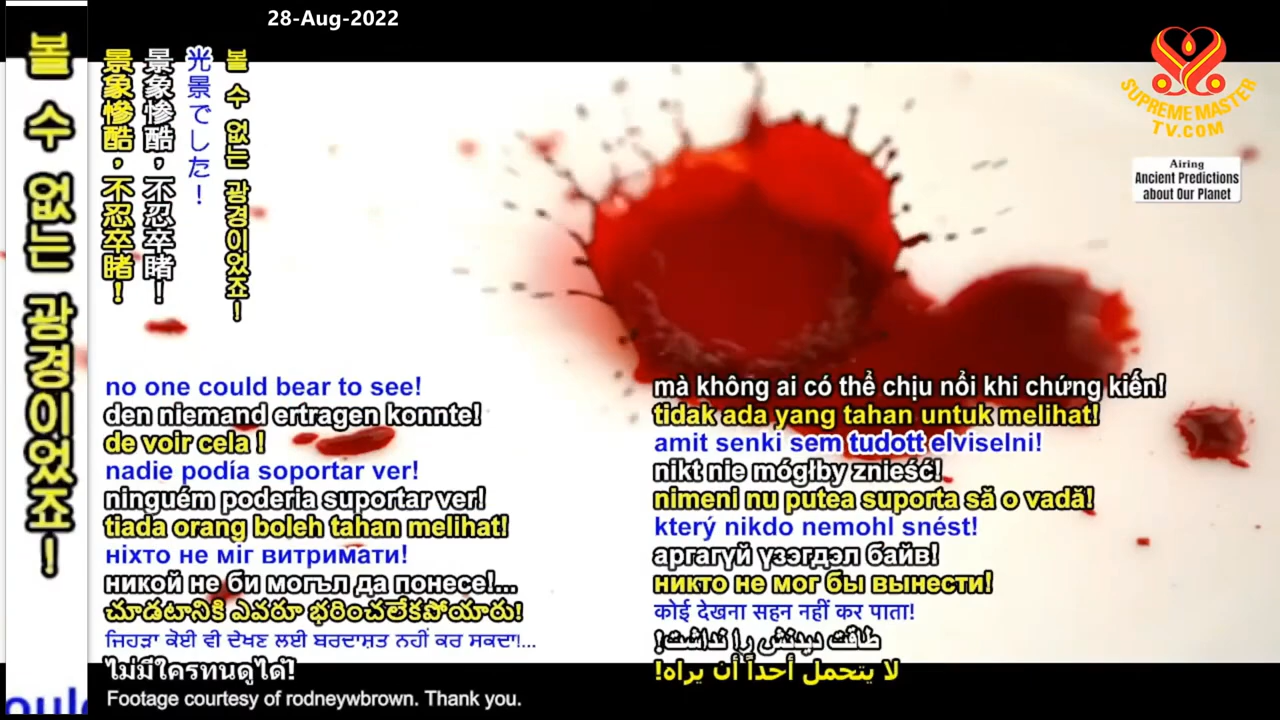 28-Aug-2022
SUPREME MASTER
TV.COM
Airing
Ancient Predictions
about Our Planet
볼 수 없는 광경이었죠!
景象慘酷，不忍卒睹！
景象惨酷，不忍卒睹！
光景でした！
볼 수 없는 광경이었죠!
no one could bear to see!
den niemand ertragen konnte!
de voir cela !
nadie podía soportar ver!
ninguém poderia suportar ver!
tiada orang boleh tahan melihat!
ніхто не міг витримати!
никой не би могъл да понесе!...
చూడటానికి ఎవరూ భరించలేకపోయారు!
ਜਿਹੜਾ ਕੋਈ ਵੀ ਦੇਖਣ ਲਈ ਬਰਦਾਸ਼ਤ ਨਹੀਂ ਕਰ ਸਕਦਾ!...
ไม่มีใครทนดูได้!
mà không ai có thể chịu nổi khi chứng kiến!
tidak ada yang tahan untuk melihat!
amit senki sem tudott elviselni!
nikt nie mógłby znieść!
nimeni nu putea suporta să o vadă!
který nikdo nemohl snést!
аргагүй үзэгдэл байв!
никто не мог бы вынести!
कोई देखना सहन नहीं कर पाता!
طاقت دیدنش را نداشت!
لا يتحمل أحداً أن يراه!
Footage courtesy of rodneywbrown. Thank you.